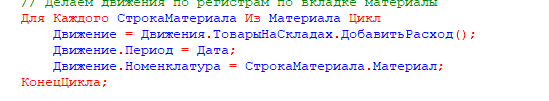 // Делаем движения по регистрам по вкладке материалы
Для Каждого СтрокаМатериала Из Материала Цикл
Движение = Движения.ТоварыНаСкладах.ДобавитьРасход();
Движение.Период = Дата;
Движение.Номенклатура = СтрокаМатериала.Материал;
КонецЦикла;